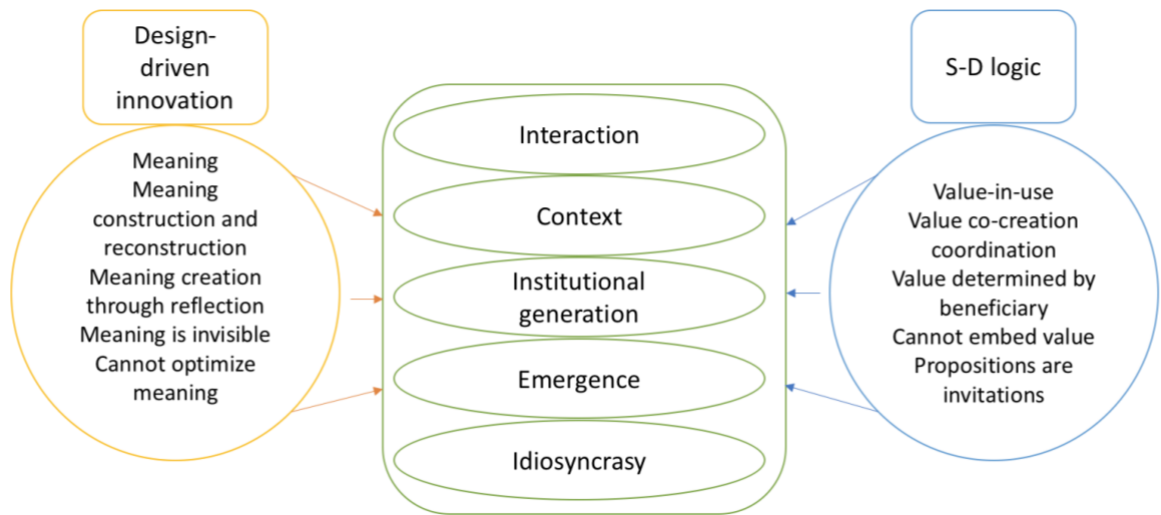 Design-
driven
innovation
Meaning
Meaning
construction and
reconstruction
Meaning creation
through reflection
Meaning is invisible
Cannot optimize
meaning
Interaction
Context
Institutional
generation
Emergence
Idiosyncrasy
S-D logic
Value-in-use
Value co-creation
coordination
Value determined by
beneficiary
Cannot embed value
Propositions are
invitations